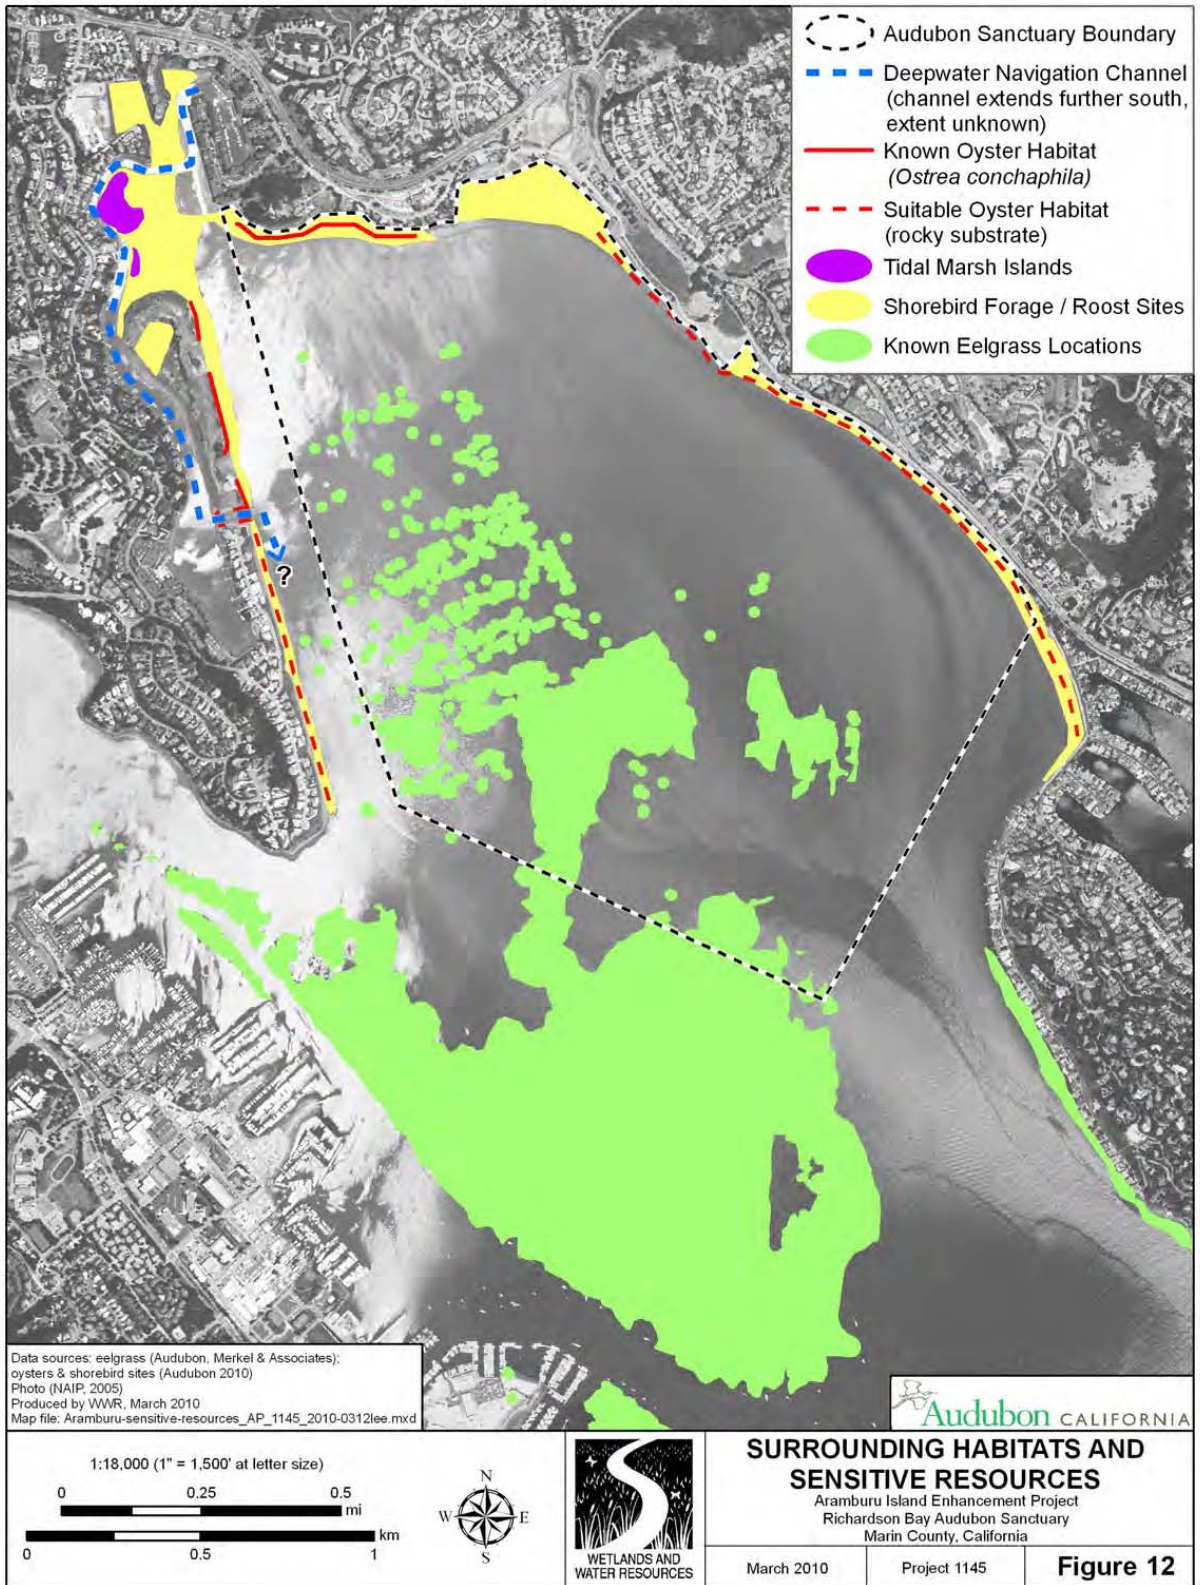 Audubon Sanctuary Boundary
Deepwater Navigation Channel
(channel extends further south,
extent unknown)
Known Oyster Habitat
(Ostrea conchaphila)
Suitable Oyster Habitat
(rocky substrate)
Tidal Marsh Islands
Shorebird Forage / Roost Sites
Known Eelgrass Locations
?
Data sources: eelgrass (Audubon, Merkel & Associates);
oysters & shorebird sites (Audubon 2010)
Photo (NAIP, 2005)
Produced by WWR, March 2010
Map file: Aramburu-sensitive-resources_AP_1145_2010-0312lee.mxd
Audubon CALIFORNIA
1:18,000 (1" = 1,500' at letter size)
0 0.25 0.5
mi
km
0 0.5 1
N
W E
S
WETLANDS AND
WATER RESOURCES
SURROUNDING HABITATS AND
SENSITIVE RESOURCES
Aramburu Island Enhancement Project
Richardson Bay Audubon Sanctuary
Marin County, California
March 2010 Project 1145 Figure 12